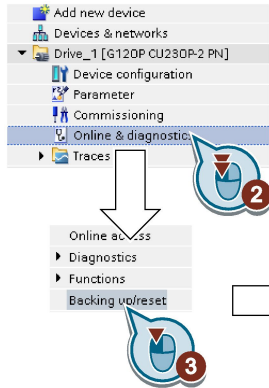 Add new device
Devices & networks
Drive_1 [G120P CU230P-2 PN]
Device configuration
Parameter
Commissioning
Online & diagnostics
Traces
2
Online access
Diagnostics
Functions
Backing up/reset
3